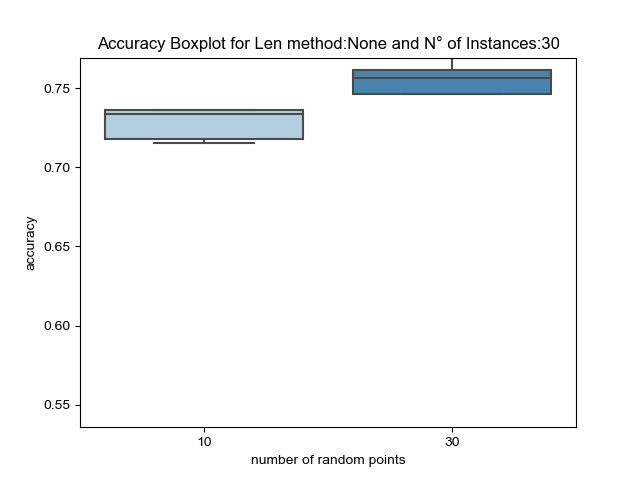 Accuracy Boxplot for Len method:None and N° of Instances:30
0.75
0.70
0.65
0.60
0.55
accuracy
10
30
number of random points